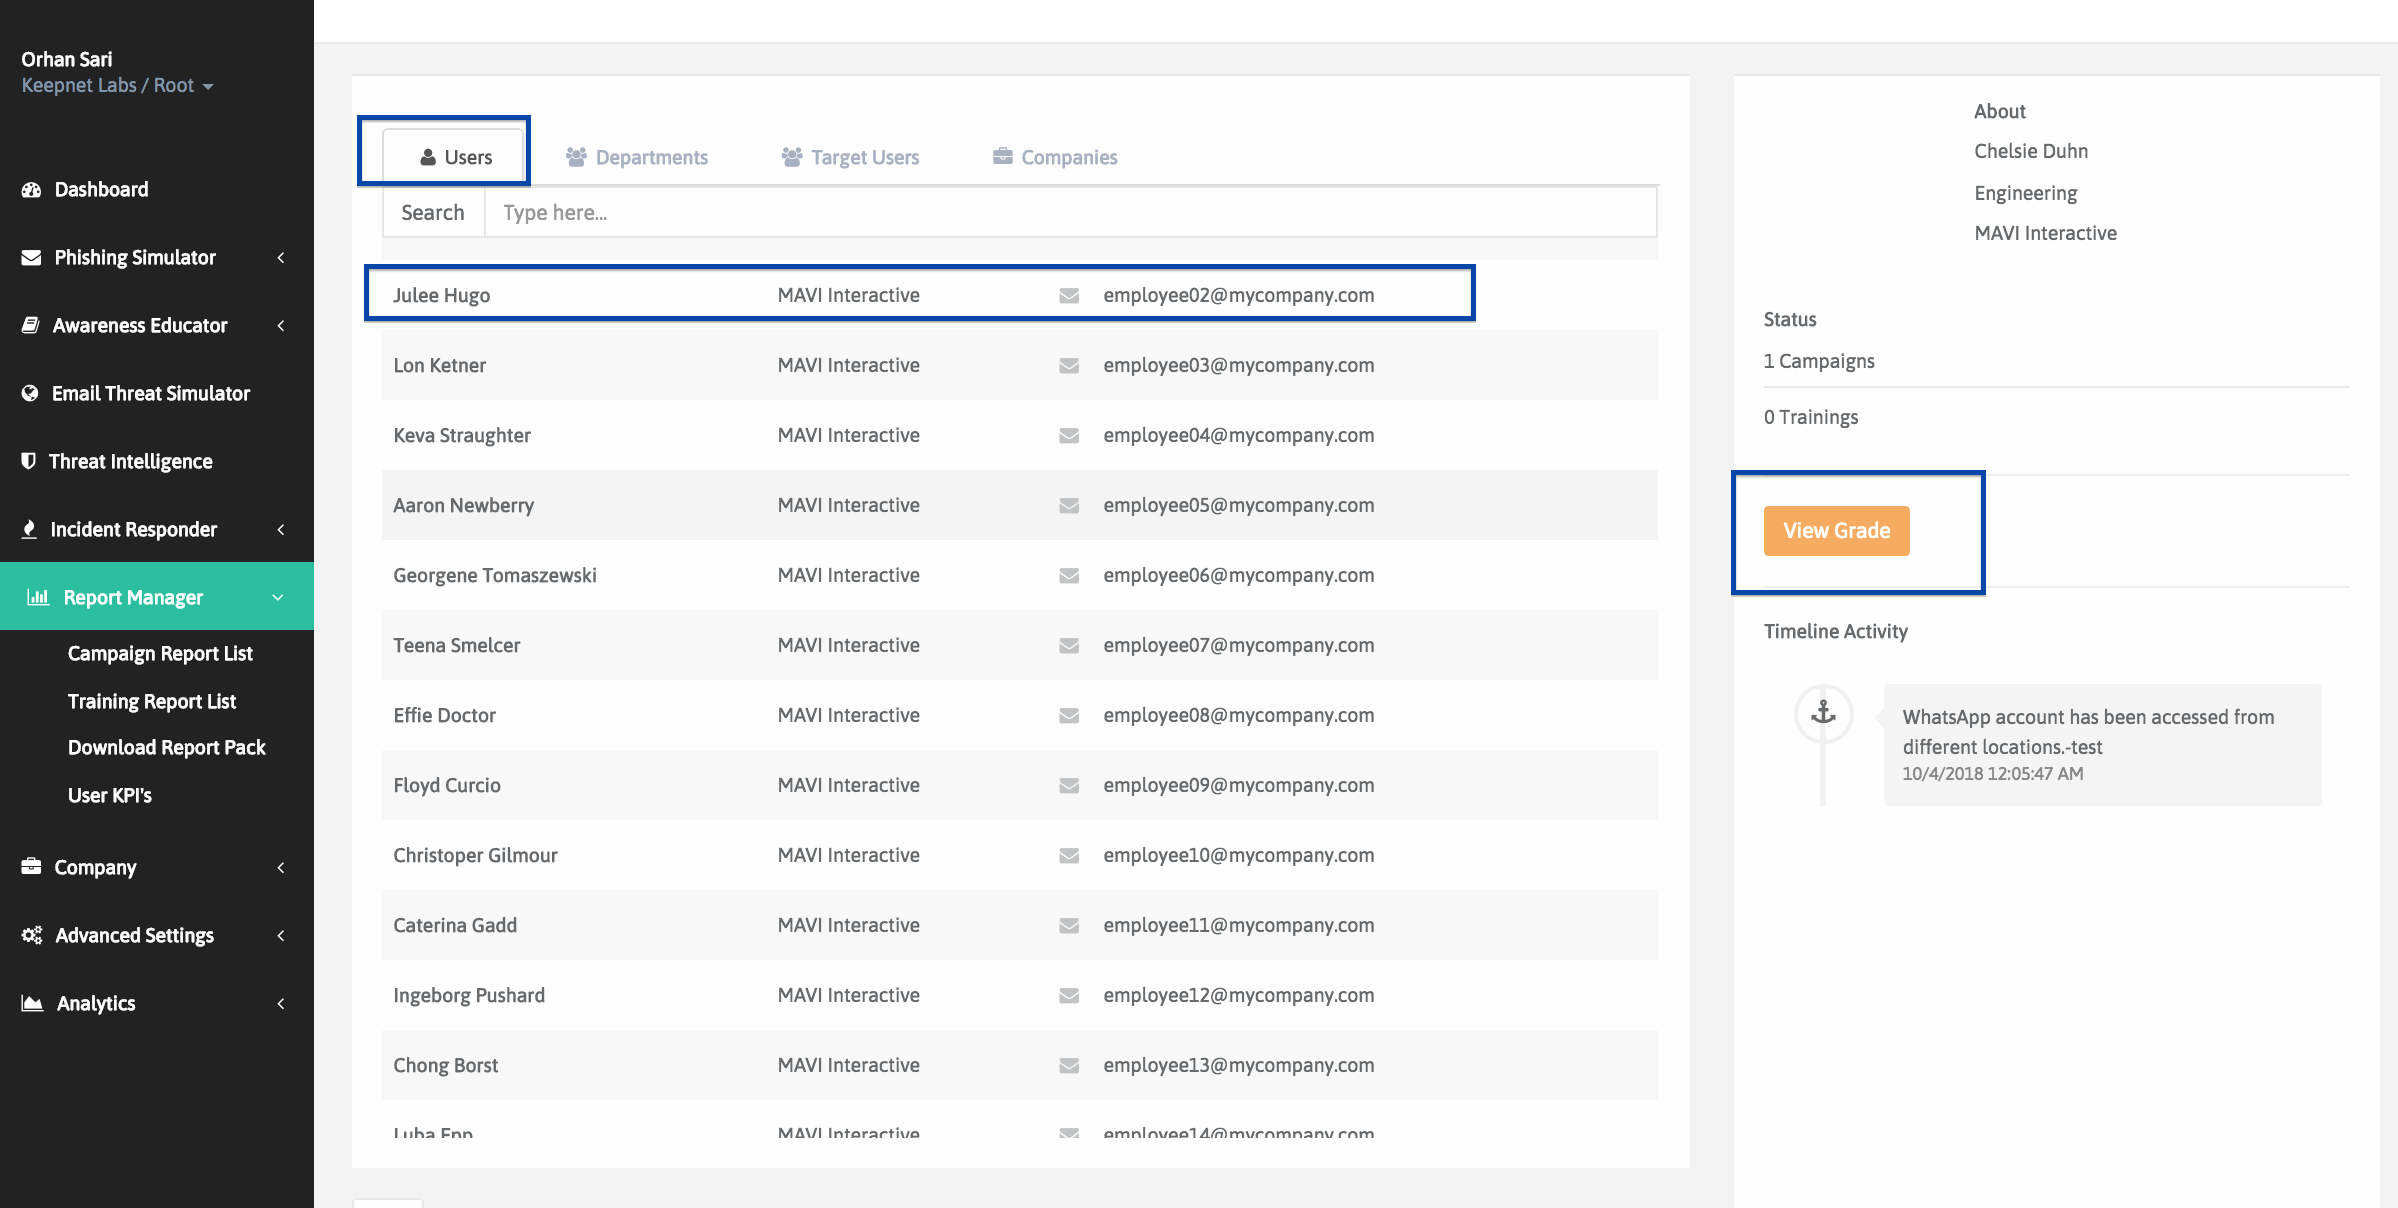 Orhan Sari
Keepnet Labs / Root
Dashboard
Phishing Simulator
Awareness Educator
Email Threat Simulator
Threat Intelligence
Incident Responder
Report Manager
Campaign Report List
Training Report List
Download Report Pack
User KPI's
Company
Advanced Settings
Analytics
Users Departments Target Users Companies
Search Type here...
Julee Hugo MAVI Interactive employee02@mycompany.com
Lon Ketner MAVI Interactive employee03@mycompany.com
Keva Straughter MAVI Interactive employee04@mycompany.com
Aaron Newberry MAVI Interactive employee05@mycompany.com
Georgene Tomaszewski MAVI Interactive employee06@mycompany.com
Teena Smelcer MAVI Interactive employee07@mycompany.com
Effie Doctor MAVI Interactive employee08@mycompany.com
Floyd Curcio MAVI Interactive employee09@mycompany.com
Christoper Gilmour MAVI Interactive employee10@mycompany.com
Caterina Gadd MAVI Interactive employee11@mycompany.com
Ingeborg Pushard MAVI Interactive employee12@mycompany.com
Chong Borst MAVI Interactive employee13@mycompany.com
Luba Epp MAVI Interactive employee14@mycompany.com
About
Chelsie Duhn
Engineering
MAVI Interactive
Status
1 Campaigns
0 Trainings
View Grade
Timeline Activity
WhatsApp account has been accessed from
different locations.-test
10/4/2018 12:05:47 AM